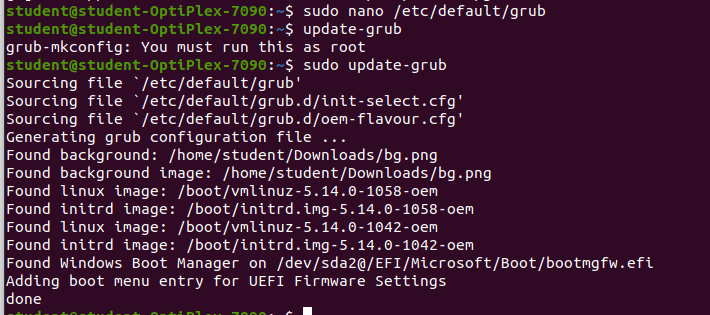 student@student-OptiPlex-7090:~$ sudo nano /etc/default/grub
student@student-OptiPlex-7090:~$ update-grub
grub-mkconfig: You must run this as root
student@student-OptiPlex-7090:~$ sudo update-grub
Sourcing file `/etc/default/grub'
Sourcing file `/etc/default/grub.d/init-select.cfg'
Sourcing file `/etc/default/grub.d/oem-flavour.cfg'
Generating grub configuration file ...
Found background: /home/student/Downloads/bg.png
Found background image: /home/student/Downloads/bg.png
Found linux image: /boot/vmlinuz-5.14.0-1058-oem
Found initrd image: /boot/initrd.img-5.14.0-1058-oem
Found linux image: /boot/vmlinuz-5.14.0-1042-oem
Found initrd image: /boot/initrd.img-5.14.0-1042-oem
Found Windows Boot Manager on /dev/sda2@/EFI/Microsoft/Boot/bootmgfw.efi
Adding boot menu entry for UEFI Firmware Settings
done
student@student-OptiPlex-7090:~$